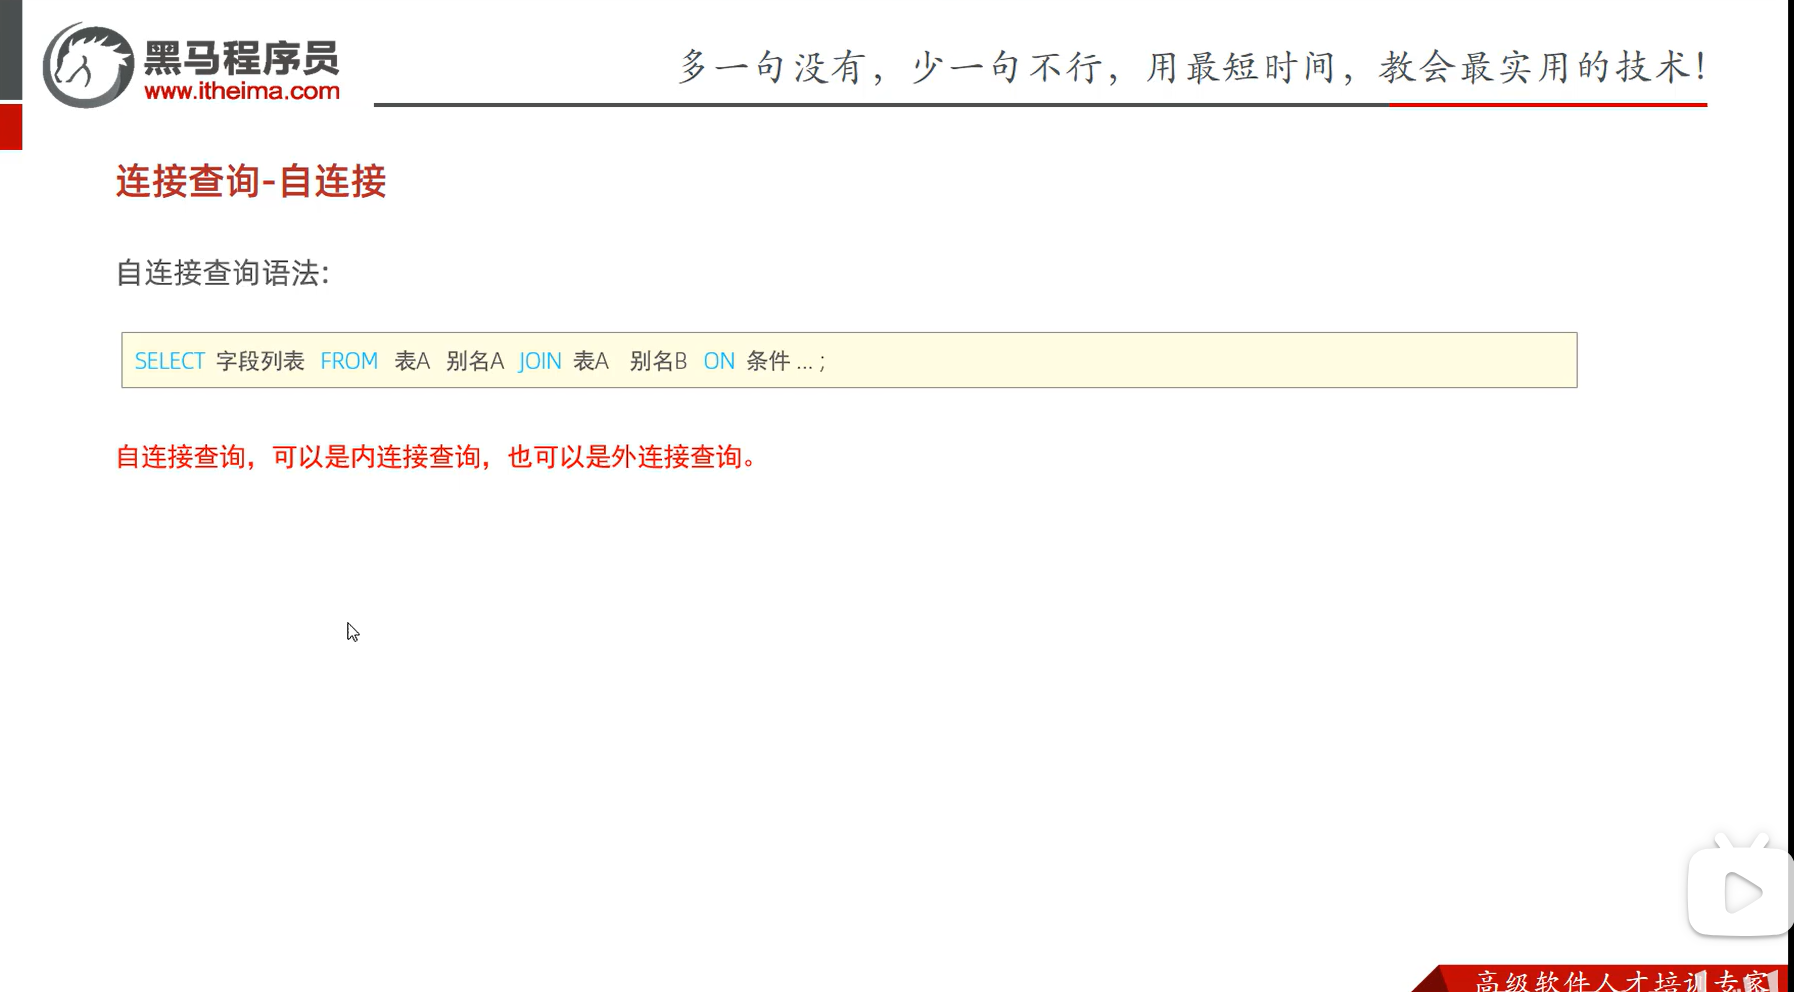 黑马程序员
www.itheima.com
多一句没有，少一句不行，用最短时间，教会最实用的技术！
连接查询-自连接
自连接查询语法：
SELECT 字段列表 FROM 表A 别名A JOIN 表A 别名B ON 条件 ... ;
自连接查询，可以是内连接查询，也可以是外连接查询。
高级软件人才培训专家